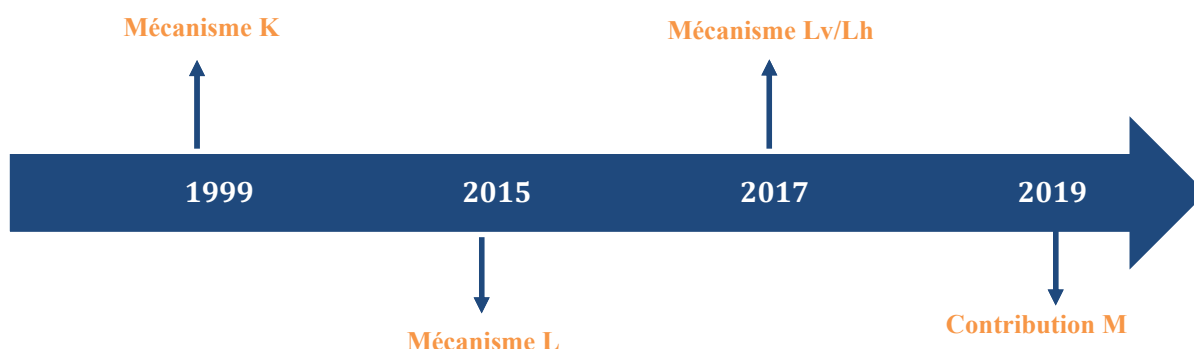 Mécanisme K
Mécanisme Lv/Lh
1999
2015
2017
2019
Mécanisme L
Contribution M